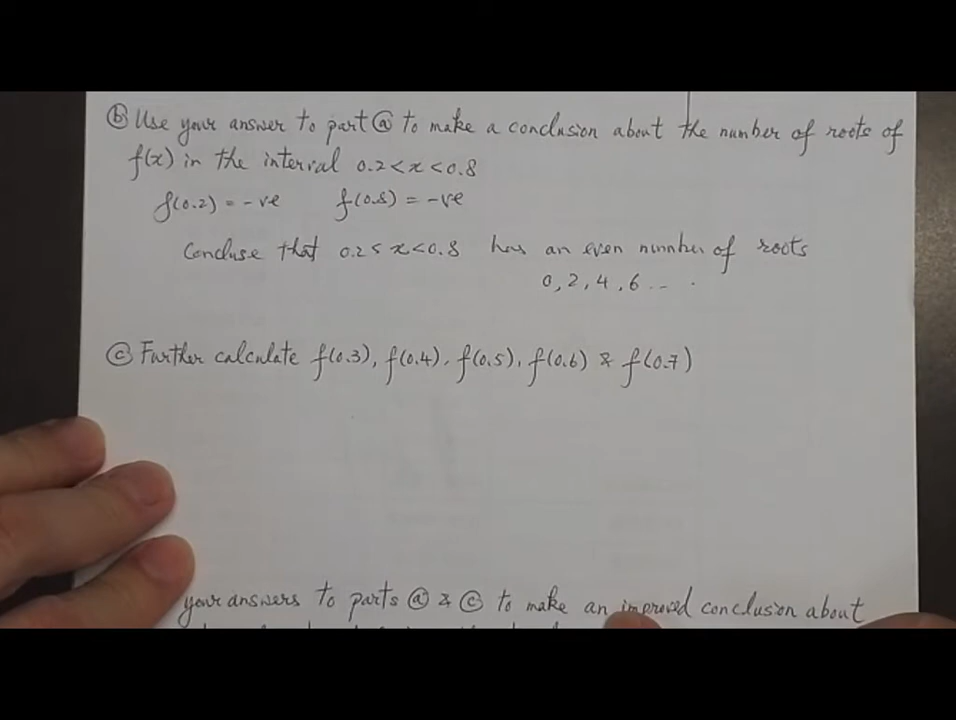 ⓑ Use your answer to part ⓐ to make a conclusion about the number of roots of
f(x) in the interval 0.2 < x < 0.8
f(0.2) = -ve f(0.8) = -ve
Concluse that 0.2 < x < 0.8 has an even number of roots
0, 2, 4, 6 ...
ⓒ Further calculate f(0.3), f(0.4), f(0.5), f(0.6) & f(0.7)
your answers to parts ⓐ & ⓒ to make an improved conclusion about